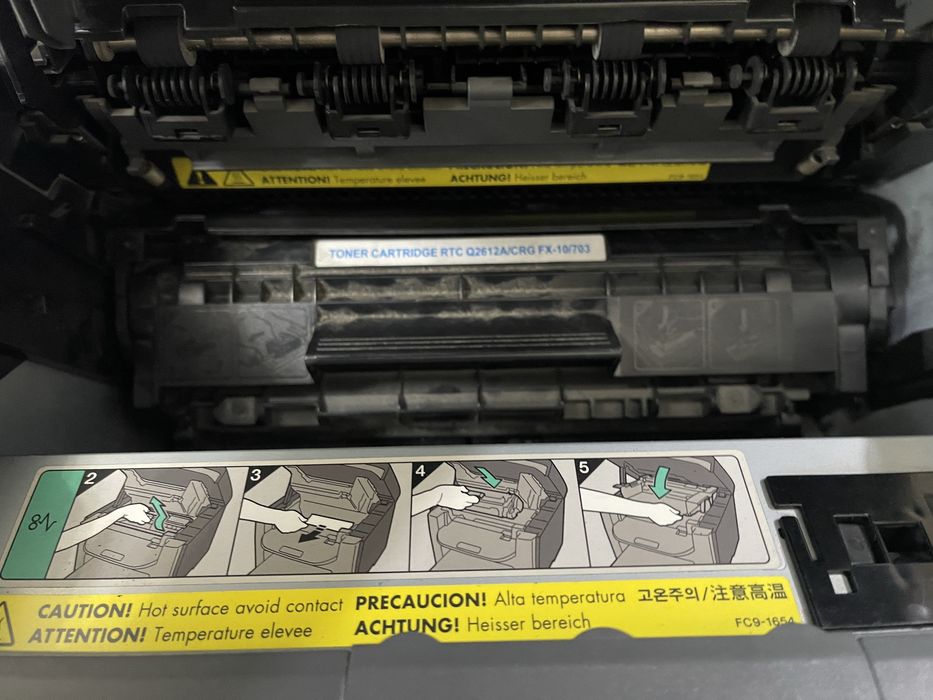 ATTENTION! Temperature elevee ACHTUNG! Heisser bereich
TONER CARTRIDGE RTC Q2612A/CRG FX-10/703
2 3 4 5
CAUTION! Hot surface avoid contact PRECAUCION! Alta temperatura 고온주의/注意高温
ATTENTION! Temperature elevee ACHTUNG! Heisser bereich FC9-1654